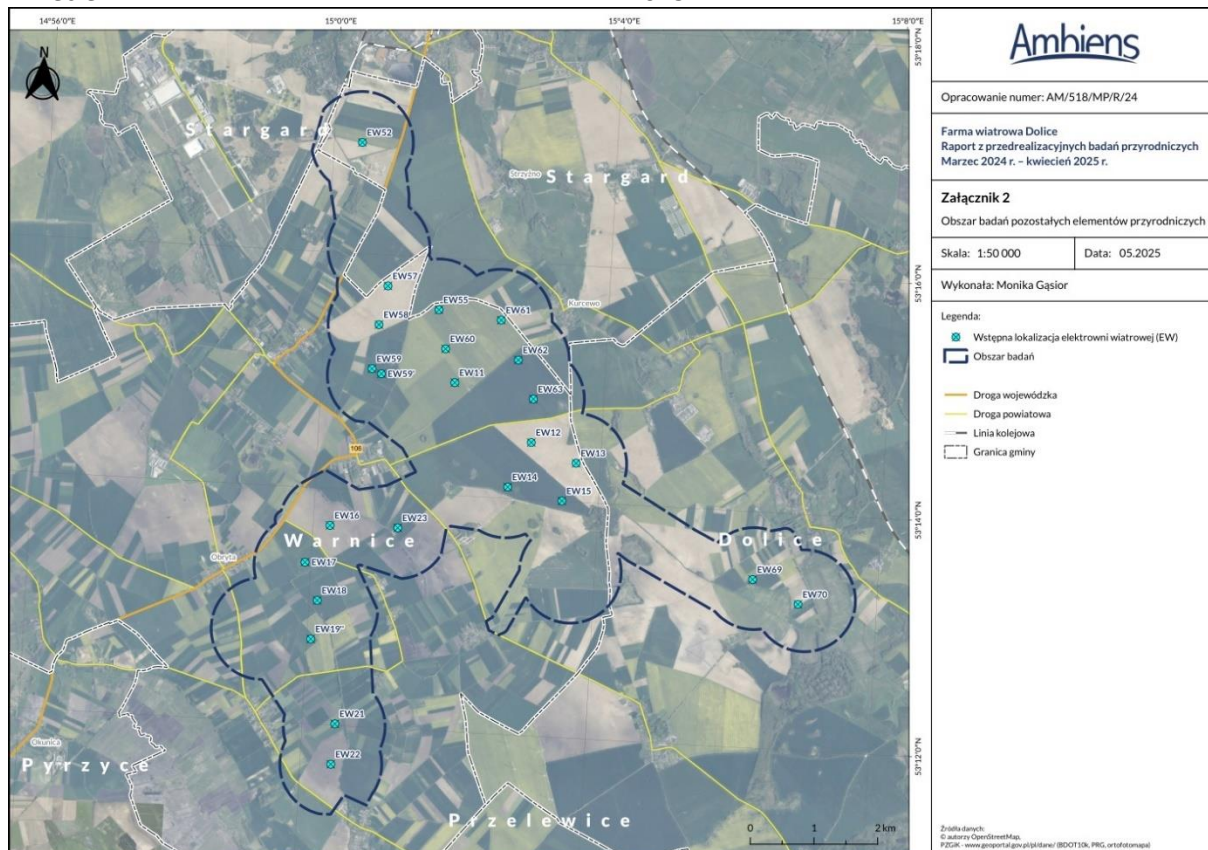 14°56'0"E
15°0'0"E
15°4'0"E
15°8'0"E
N
Stargard
EW52
Strzyżno
Stargard
53°18'0"N
EW57
EW55
EW58
EW61
Kurcewo
53°16'0"N
EW60
EW62
EW59
EW59'
EW11
EW63
EW12
106
EW13
EW14
EW15
EW16
EW23
53°14'0"N
Warnice
Dolice
Obryta
EW17
EW69
EW18
EW70
EW19"
EW21
53°12'0"N
Okunica
EW22
Pyrzyce
Przelewice
0 1 2 km
Ambiens
Opracowanie numer: AM/518/MP/R/24
Farma wiatrowa Dolice
Raport z przedrealizacyjnych badań przyrodniczych
Marzec 2024 r. – kwiecień 2025 r.
Załącznik 2
Obszar badań pozostałych elementów przyrodniczych
Skala: 1:50 000
Data: 05.2025
Wykonała: Monika Gąsior
Legenda:
Wstępna lokalizacja elektrowni wiatrowej (EW)
Obszar badań
Droga wojewódzka
Droga powiatowa
Linia kolejowa
Granica gminy
Źródła danych:
© autorzy OpenStreetMap,
PZGiK - www.geoportal.gov.pl/pl/dane/ (BDOT10k, PRG, ortofotomapa)